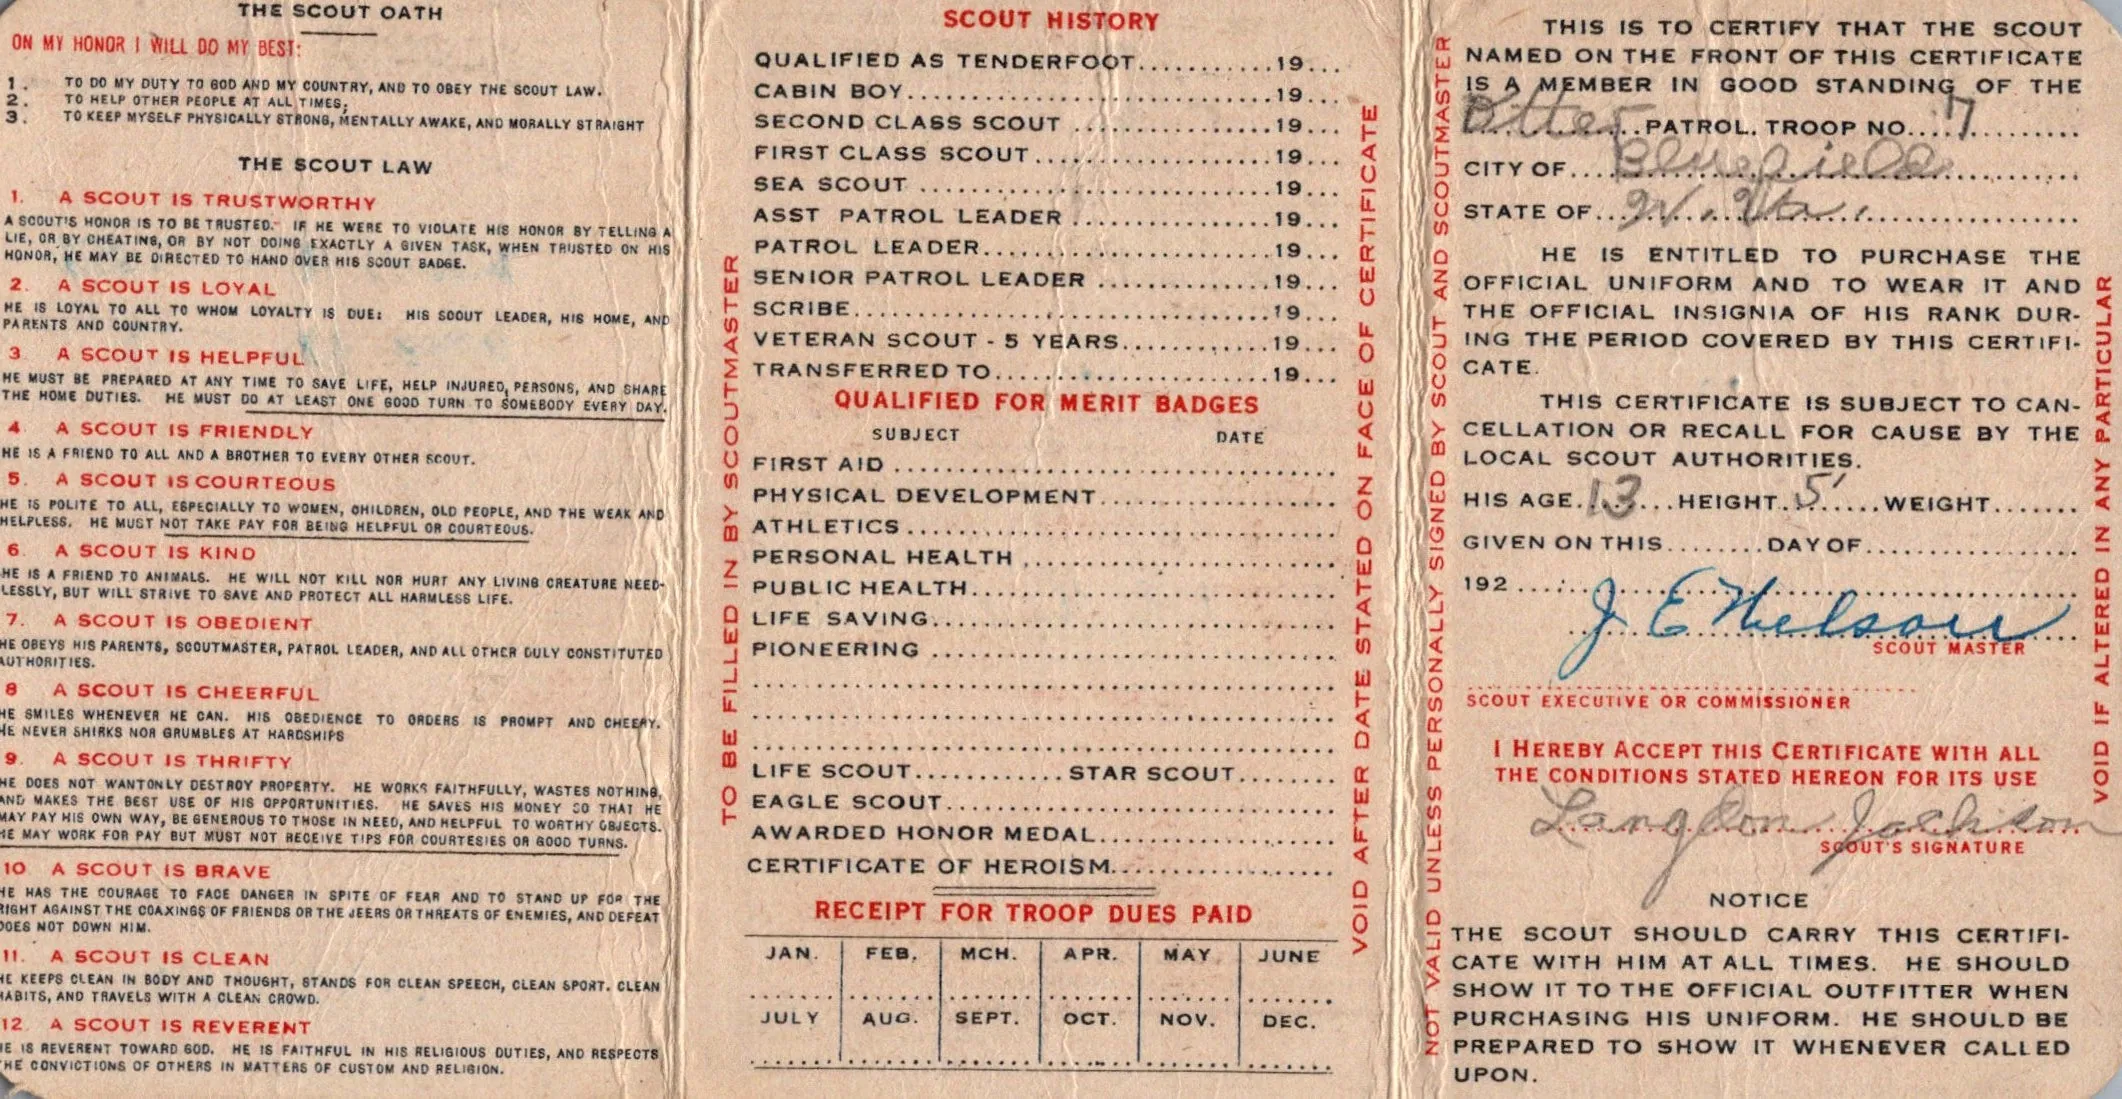 THE SCOUT OATH
ON MY HONOR I WILL DO MY BEST:
1. TO DO MY DUTY TO GOD AND MY COUNTRY, AND TO OBEY THE SCOUT LAW.
2. TO HELP OTHER PEOPLE AT ALL TIMES;
3. TO KEEP MYSELF PHYSICALLY STRONG, MENTALLY AWAKE, AND MORALLY STRAIGHT
THE SCOUT LAW
1. A SCOUT IS TRUSTWORTHY
A SCOUT'S HONOR IS TO BE TRUSTED. IF HE WERE TO VIOLATE HIS HONOR BY TELLING A
LIE, OR BY CHEATING, OR BY NOT DOING EXACTLY A GIVEN TASK, WHEN TRUSTED ON HIS
HONOR, HE MAY BE DIRECTED TO HAND OVER HIS SCOUT BADGE.
2. A SCOUT IS LOYAL
HE IS LOYAL TO ALL TO WHOM LOYALTY IS DUE: HIS SCOUT LEADER, HIS HOME, AND
PARENTS AND COUNTRY.
3 A SCOUT IS HELPFUL
HE MUST BE PREPARED AT ANY TIME TO SAVE LIFE, HELP INJURED PERSONS, AND SHARE
THE HOME DUTIES. HE MUST DO AT LEAST ONE GOOD TURN TO SOMEBODY EVERY DAY.
4 A SCOUT IS FRIENDLY
HE IS A FRIEND TO ALL AND A BROTHER TO EVERY OTHER SCOUT.
5 A SCOUT IS COURTEOUS
HE IS POLITE TO ALL, ESPECIALLY TO WOMEN, CHILDREN, OLD PEOPLE, AND THE WEAK AND
HELPLESS. HE MUST NOT TAKE PAY FOR BEING HELPFUL OR COURTEOUS.
6. A SCOUT IS KIND
HE IS A FRIEND TO ANIMALS. HE WILL NOT KILL NOR HURT ANY LIVING CREATURE NEED-
LESSLY, BUT WILL STRIVE TO SAVE AND PROTECT ALL HARMLESS LIFE.
7. A SCOUT IS OBEDIENT
HE OBEYS HIS PARENTS, SCOUTMASTER, PATROL LEADER, AND ALL OTHER DULY CONSTITUTED
AUTHORITIES.
8 A SCOUT IS CHEERFUL
HE SMILES WHENEVER HE CAN. HIS OBEDIENCE TO ORDERS IS PROMPT AND CHEERY.
HE NEVER SHIRKS NOR GRUMBLES AT HARDSHIPS
9. A SCOUT IS THRIFTY
HE DOES NOT WANTONLY DESTROY PROPERTY. HE WORKS FAITHFULLY, WASTES NOTHING,
AND MAKES THE BEST USE OF HIS OPPORTUNITIES. HE SAVES HIS MONEY SO THAT HE
MAY PAY HIS OWN WAY, BE GENEROUS TO THOSE IN NEED, AND HELPFUL TO WORTHY OBJECTS.
HE MAY WORK FOR PAY BUT MUST NOT RECEIVE TIPS FOR COURTESIES OR GOOD TURNS.
10 A SCOUT IS BRAVE
HE HAS THE COURAGE TO FACE DANGER IN SPITE OF FEAR AND TO STAND UP FOR THE
RIGHT AGAINST THE COAXINGS OF FRIENDS OR THE JEERS OR THREATS OF ENEMIES, AND DEFEAT
DOES NOT DOWN HIM.
11. A SCOUT IS CLEAN
HE KEEPS CLEAN IN BODY AND THOUGHT, STANDS FOR CLEAN SPEECH, CLEAN SPORT. CLEAN
HABITS, AND TRAVELS WITH A CLEAN CROWD.
12. A SCOUT IS REVERENT
HE IS REVERENT TOWARD GOD. HE IS FAITHFUL IN HIS RELIGIOUS DUTIES, AND RESPECTS
THE CONVICTIONS OF OTHERS IN MATTERS OF CUSTOM AND RELIGION.
TO BE FILLED IN BY SCOUTMASTER
SCOUT HISTORY
QUALIFIED AS TENDERFOOT...........19...
CABIN BOY..............................19...
SECOND CLASS SCOUT ................19...
FIRST CLASS SCOUT...................19...
SEA SCOUT ............................19...
ASST PATROL LEADER ................19...
PATROL LEADER.......................19...
SENIOR PATROL LEADER ..............19...
SCRIBE..................................19...
VETERAN SCOUT - 5 YEARS............19...
TRANSFERRED TO......................19...
QUALIFIED FOR MERIT BADGES
SUBJECT DATE
FIRST AID
PHYSICAL DEVELOPMENT
ATHLETICS
PERSONAL HEALTH
PUBLIC HEALTH
LIFE SAVING
PIONEERING
LIFE SCOUT............STAR SCOUT........
EAGLE SCOUT
AWARDED HONOR MEDAL
CERTIFICATE OF HEROISM
RECEIPT FOR TROOP DUES PAID
JAN. FEB. MCH. APR. MAY JUNE
JULY AUG. SEPT. OCT. NOV. DEC.
VOID AFTER DATE STATED ON FACE OF CERTIFICATE
NOT VALID UNLESS PERSONALLY SIGNED BY SCOUT AND SCOUTMASTER
THIS IS TO CERTIFY THAT THE SCOUT
NAMED ON THE FRONT OF THIS CERTIFICATE
IS A MEMBER IN GOOD STANDING OF THE
Otter PATROL. TROOP NO. 7
CITY OF Bluefield
STATE OF W. Va.
HE IS ENTITLED TO PURCHASE THE
OFFICIAL UNIFORM AND TO WEAR IT AND
THE OFFICIAL INSIGNIA OF HIS RANK DUR-
ING THE PERIOD COVERED BY THIS CERTIFI-
CATE.
THIS CERTIFICATE IS SUBJECT TO CAN-
CELLATION OR RECALL FOR CAUSE BY THE
LOCAL SCOUT AUTHORITIES.
HIS AGE 13 HEIGHT 5' WEIGHT
GIVEN ON THIS DAY OF
192
J E Nelson
SCOUT MASTER
SCOUT EXECUTIVE OR COMMISSIONER
I HEREBY ACCEPT THIS CERTIFICATE WITH ALL
THE CONDITIONS STATED HEREON FOR ITS USE
Langdon Jackson
SCOUT'S SIGNATURE
NOTICE
THE SCOUT SHOULD CARRY THIS CERTIFI-
CATE WITH HIM AT ALL TIMES. HE SHOULD
SHOW IT TO THE OFFICIAL OUTFITTER WHEN
PURCHASING HIS UNIFORM. HE SHOULD BE
PREPARED TO SHOW IT WHENEVER CALLED
UPON.
VOID IF ALTERED IN ANY PARTICULAR